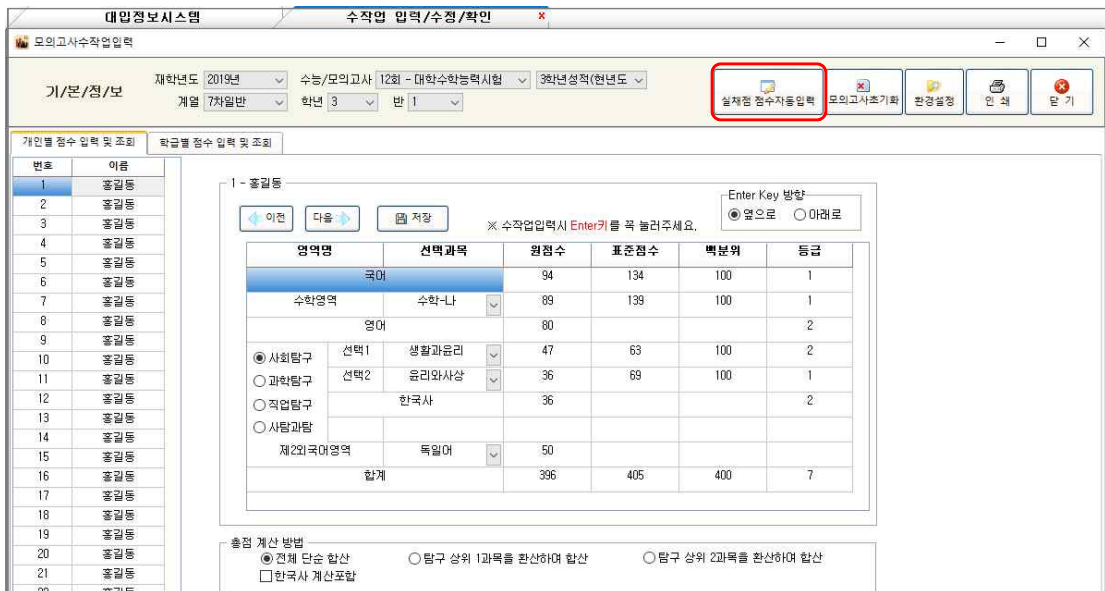 대입정보시스템 수작업 입력/수정/확인 x
모의고사수작업입력
기/본/정/보
재학년도 2019년 수능/모의고사 12회 - 대학수학능력시험 3학년성적(현년도
계열 7차일반 학년 3 반 1
실채점 점수자동입력 모의고사초기화 환경설정 인 쇄 닫 기
개인별 점수 입력 및 조회 학급별 점수 입력 및 조회
번호 이름
1 홍길동
2 홍길동
3 홍길동
4 홍길동
5 홍길동
6 홍길동
7 홍길동
8 홍길동
9 홍길동
10 홍길동
11 홍길동
12 홍길동
13 홍길동
14 홍길동
15 홍길동
16 홍길동
17 홍길동
18 홍길동
19 홍길동
20 홍길동
21 홍길동
1 - 홍길동
이전 다음 저장
※ 수작업입력시 Enter키를 꼭 눌러주세요.
Enter Key 방향
옆으로 아래로
영역명 선택과목 원점수 표준점수 백분위 등급
국어 94 134 100 1
수학영역 수학-나 89 139 100 1
영어 80 2
사회탐구 선택1 생활과윤리 47 63 100 2
과학탐구 선택2 윤리와사상 36 69 100 1
직업탐구 한국사 36 2
사탐과탐
제2외국어영역 독일어 50
합계 396 405 400 7
총점 계산 방법
전체 단순 합산 탐구 상위 1과목을 환산하여 합산 탐구 상위 2과목을 환산하여 합산
한국사 계산포함